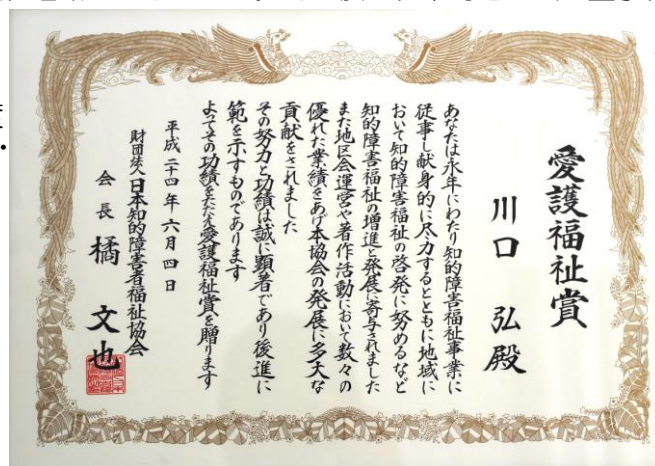 愛護福祉賞
川口 弘殿
あなたは永年にわたり知的障害福祉事業に
従事し献身的に尽力するとともに地域に
おいて知的障害福祉の啓発に努めるなど
知的障害福祉の増進と発展に寄与されました
また地区会運営や著作活動において数々の
優れた業績をあげ本協会の発展に多大な
貢献をされました
その努力と功績は誠に顕著であり後進に
範を示すものであります
よってその功績をたたえ愛護福祉賞を贈ります
平成二十四年六月四日
財団法人日本知的障害者福祉協会
会長 橘 文也